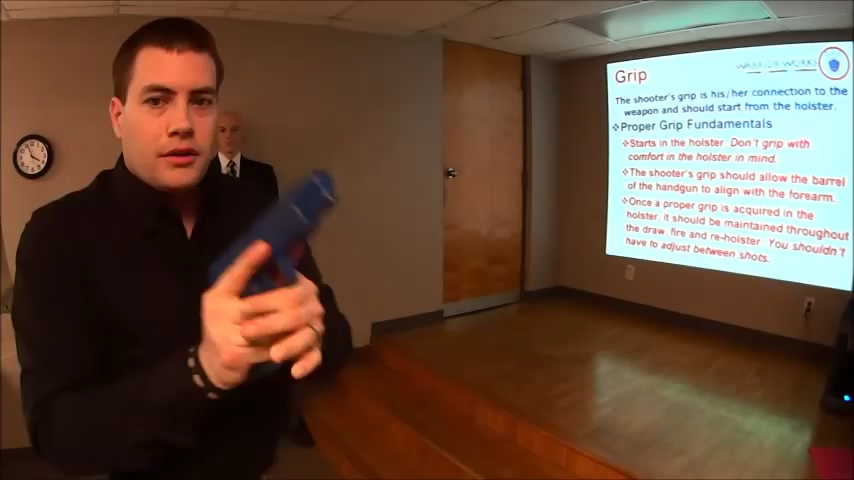 WARRIOR WORKS
Grip
The shooter's grip is his/her connection to the
weapon and should start from the holster.
❖Proper Grip Fundamentals
❖Starts in the holster. Don't grip with
comfort in the holster in mind.
❖The shooter's grip should allow the barrel
of the handgun to align with the forearm.
❖Once a proper grip is acquired in the
holster, it should be maintained throughout
the draw, fire and re-holster. You shouldn't
have to adjust between shots.